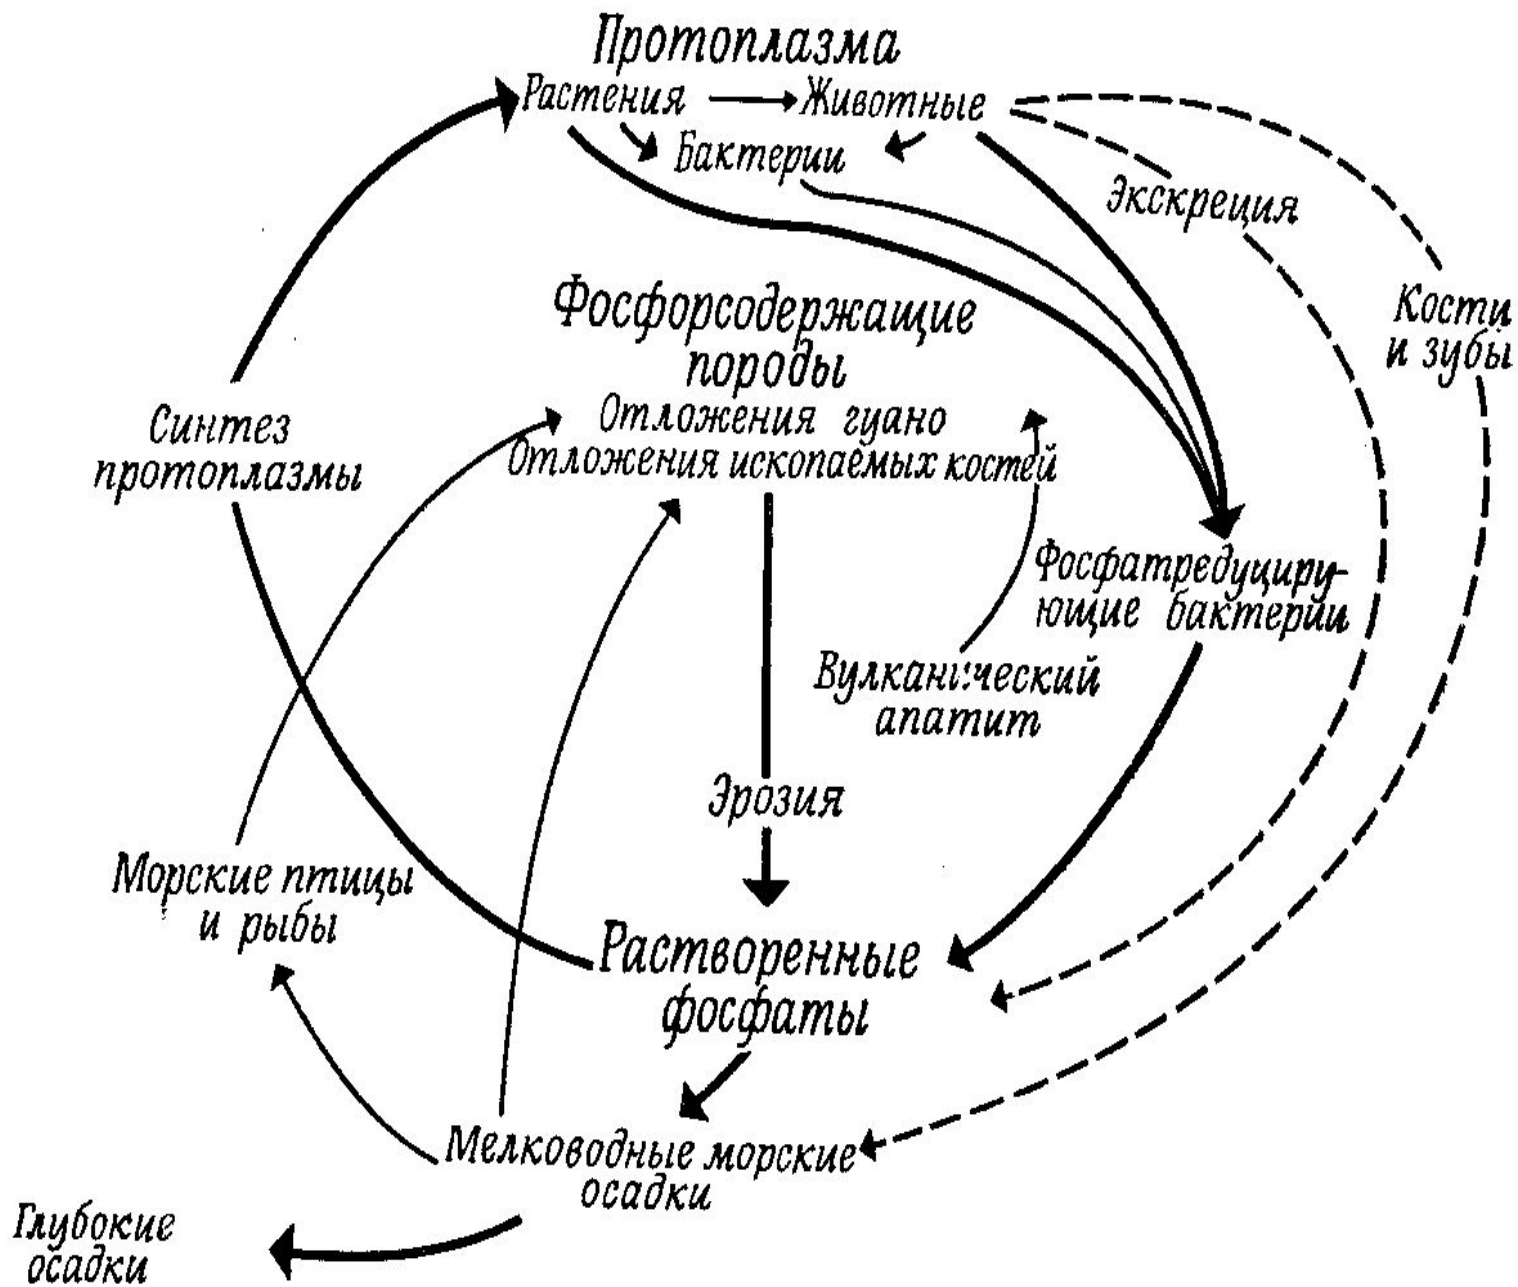 Протоплазма
Растения
Животные
Бактерии
Экскреция
Кости
и зубы
Фосфорсодержащие
породы
Отложения гуано
Отложения ископаемых костей
Синтез
протоплазмы
Фосфатредуциру-
ющие бактерии
Вулканический
апатит
Эрозия
Морские птицы
и рыбы
Растворенные
фосфаты
Мелководные морские
осадки
Глубокие
осадки